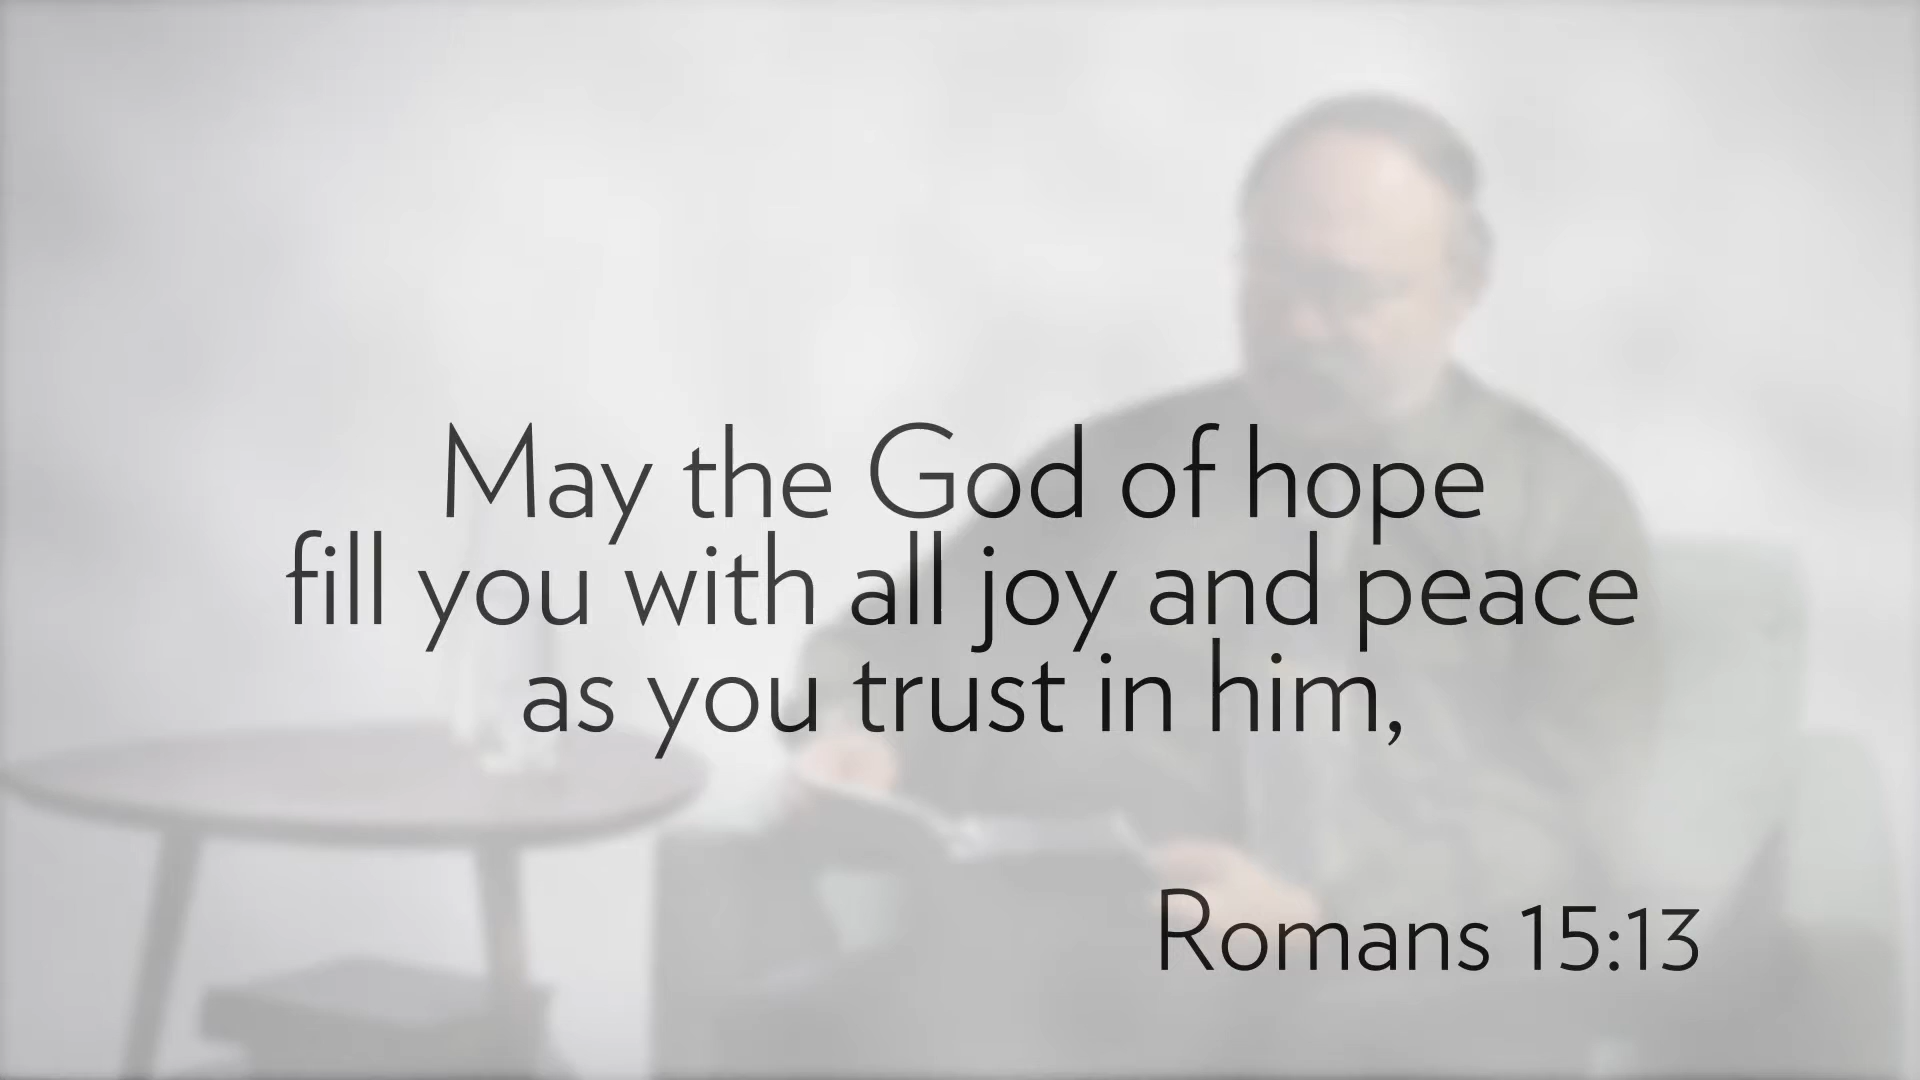 May the God of hope
fill you with all joy and peace
as you trust in him,
Romans 15:13